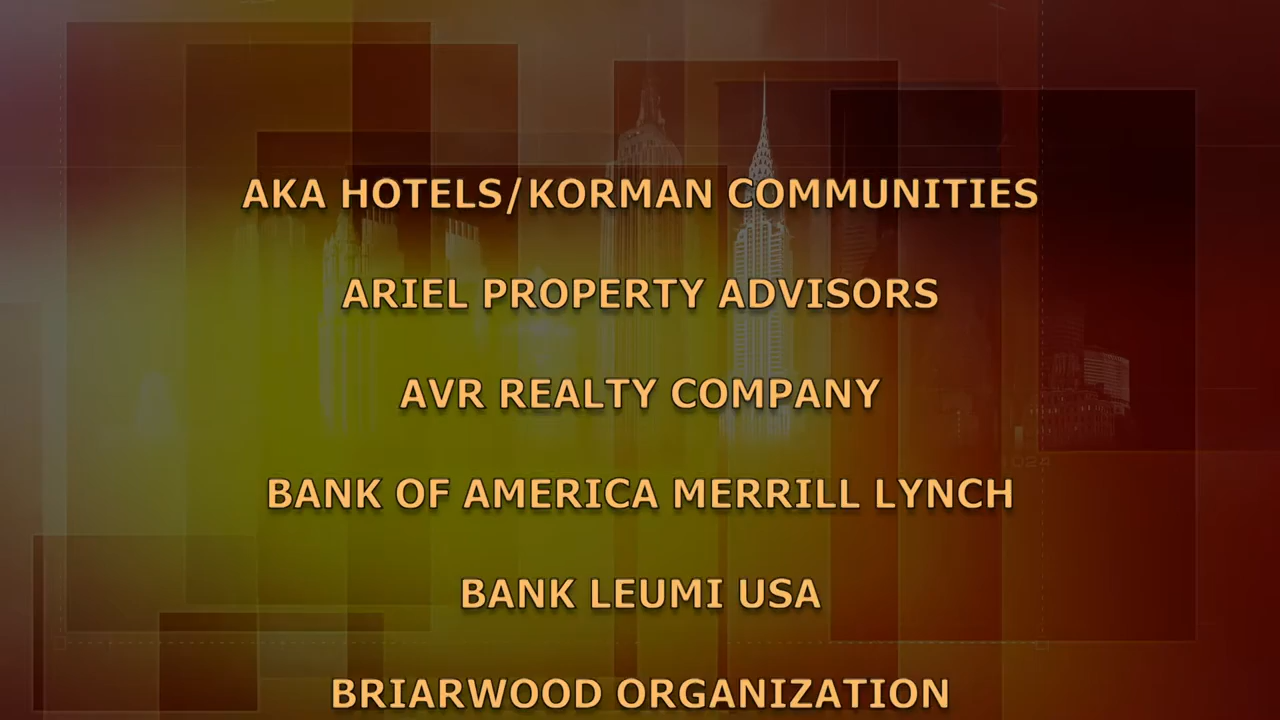 AKA HOTELS/KORMAN COMMUNITIES
ARIEL PROPERTY ADVISORS
AVR REALTY COMPANY
BANK OF AMERICA MERRILL LYNCH
BANK LEUMI USA
BRIARWOOD ORGANIZATION
1024